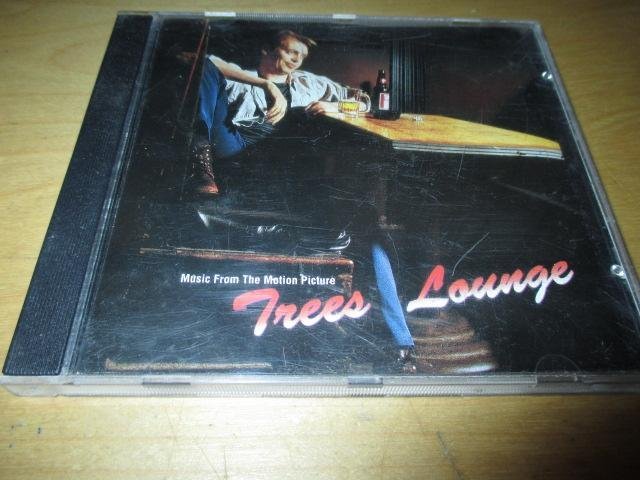 Music From The Motion Picture
Trees Lounge